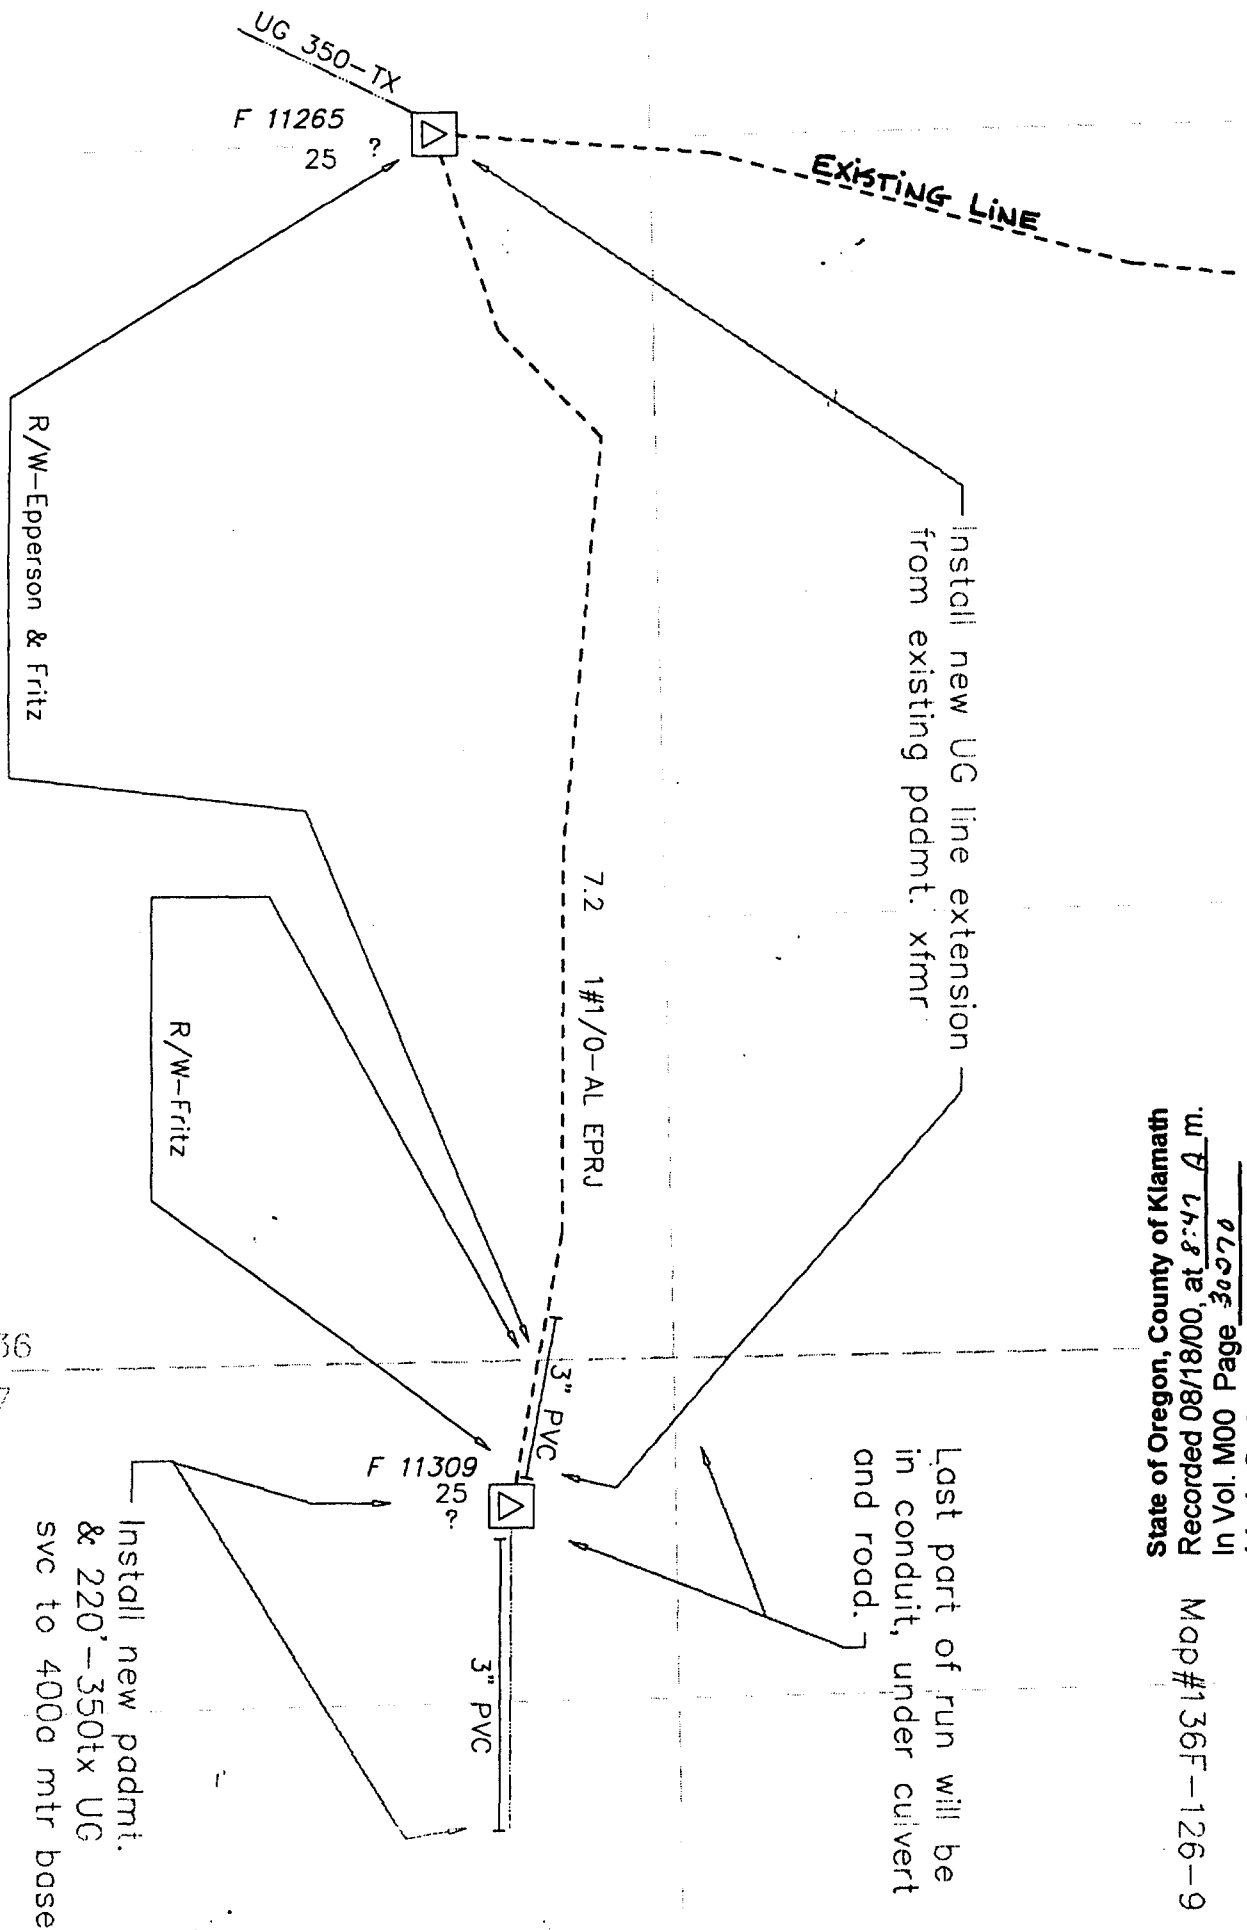 UG 350-TX
F 11265
25 ?
EXISTING LINE
Install new UG line extension
from existing padmt. xfmr
7.2 1#1/0-AL EPRJ
R/W-Epperson & Fritz
R/W-Fritz
State of Oregon, County of Klamath
Recorded 08/18/00, at 8:47 A m.
In Vol. M00 Page 30270
Map#136F-126-9
Last part of run will be
in conduit, under culvert
and road.
3" PVC
F 11309
25
?
3" PVC
Install new padmt.
& 220'-350tx UG
svc to 400a mtr base
36